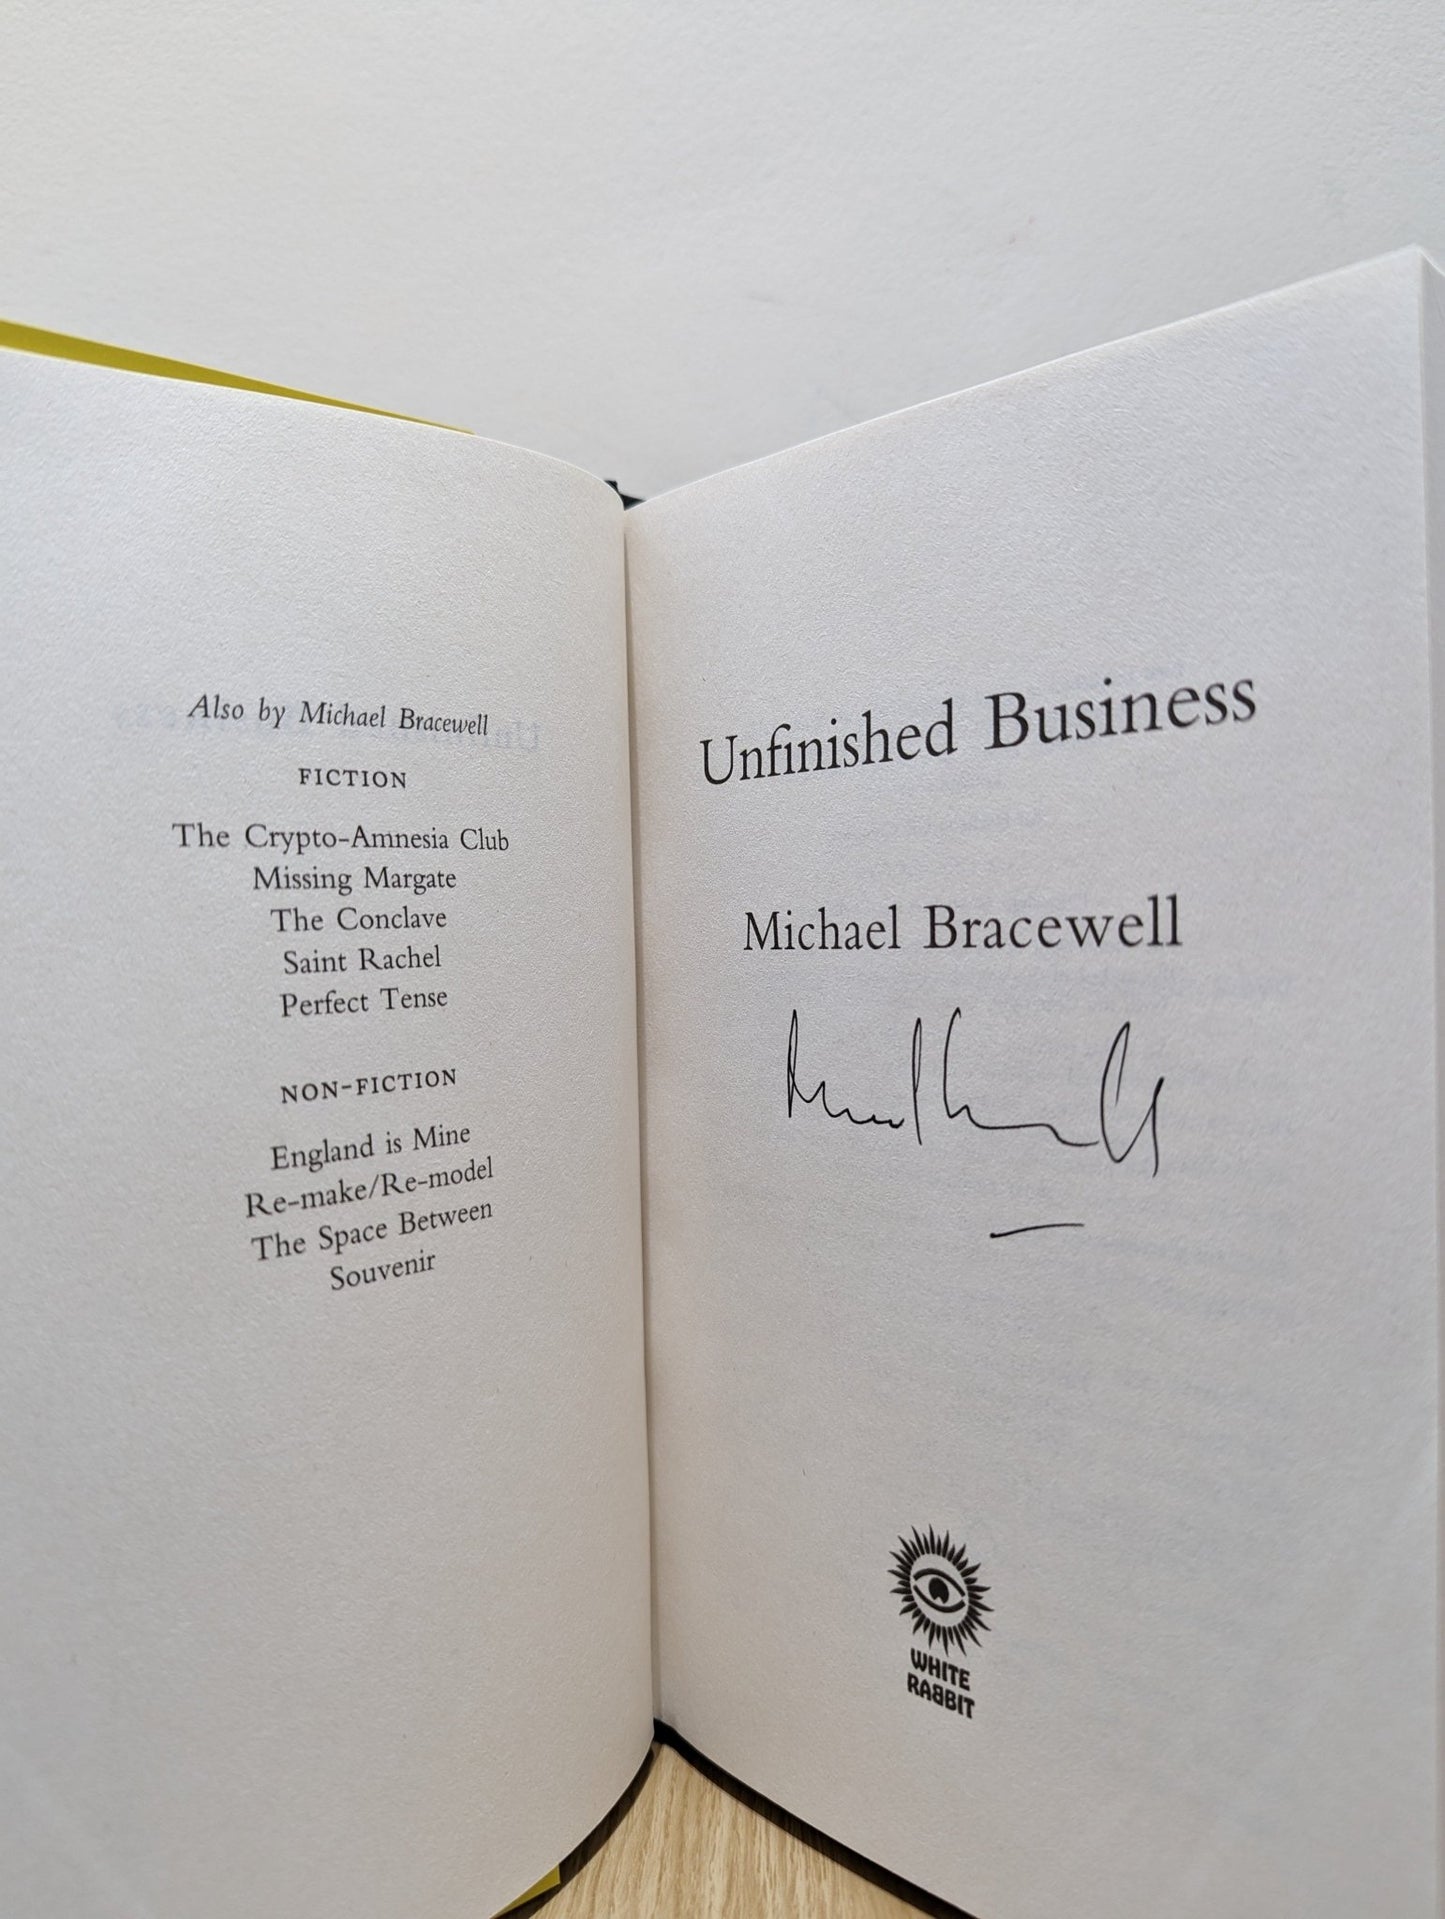 Also by Michael Bracewell
FICTION
The Crypto-Amnesia Club
Missing Margate
The Conclave
Saint Rachel
Perfect Tense
NON-FICTION
England is Mine
Re-make/Re-model
The Space Between
Souvenir
Unfinished Business
Michael Bracewell
WHITE
RABBIT